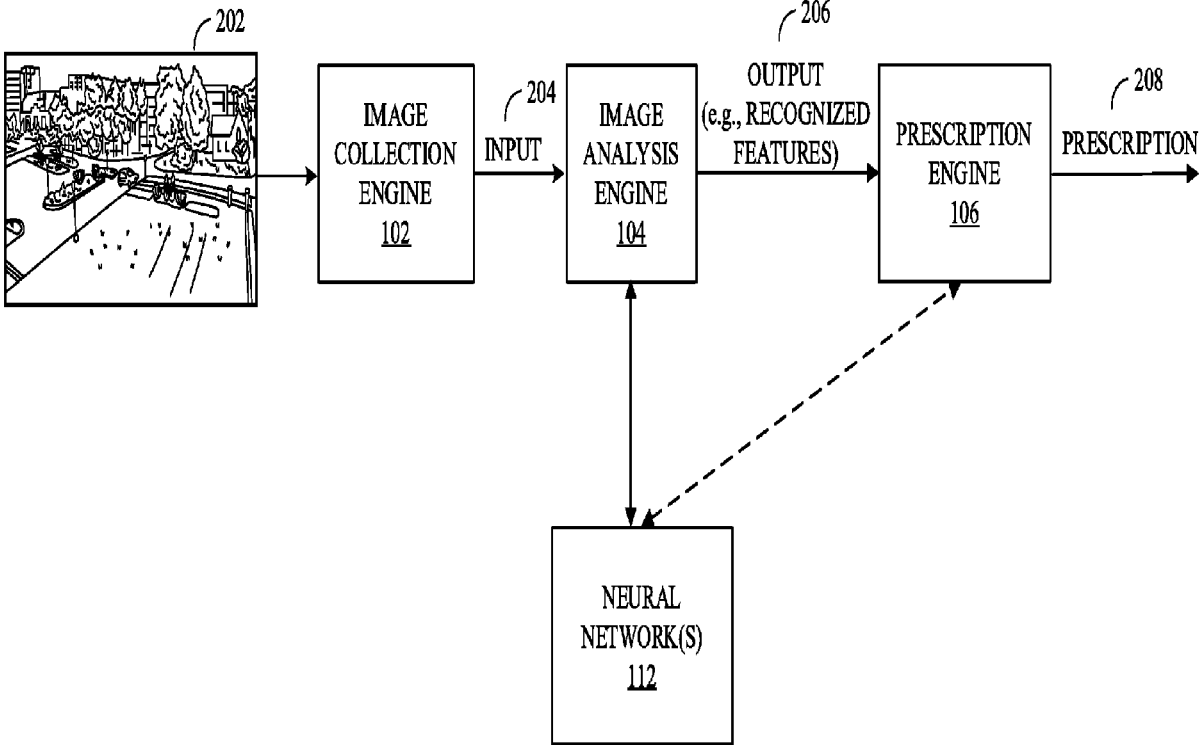 202
IMAGE
COLLECTION
ENGINE
102
204
INPUT
IMAGE
ANALYSIS
ENGINE
104
206
OUTPUT
(e.g., RECOGNIZED
FEATURES)
PRESCRIPTION
ENGINE
106
208
PRESCRIPTION
NEURAL
NETWORK(S)
112